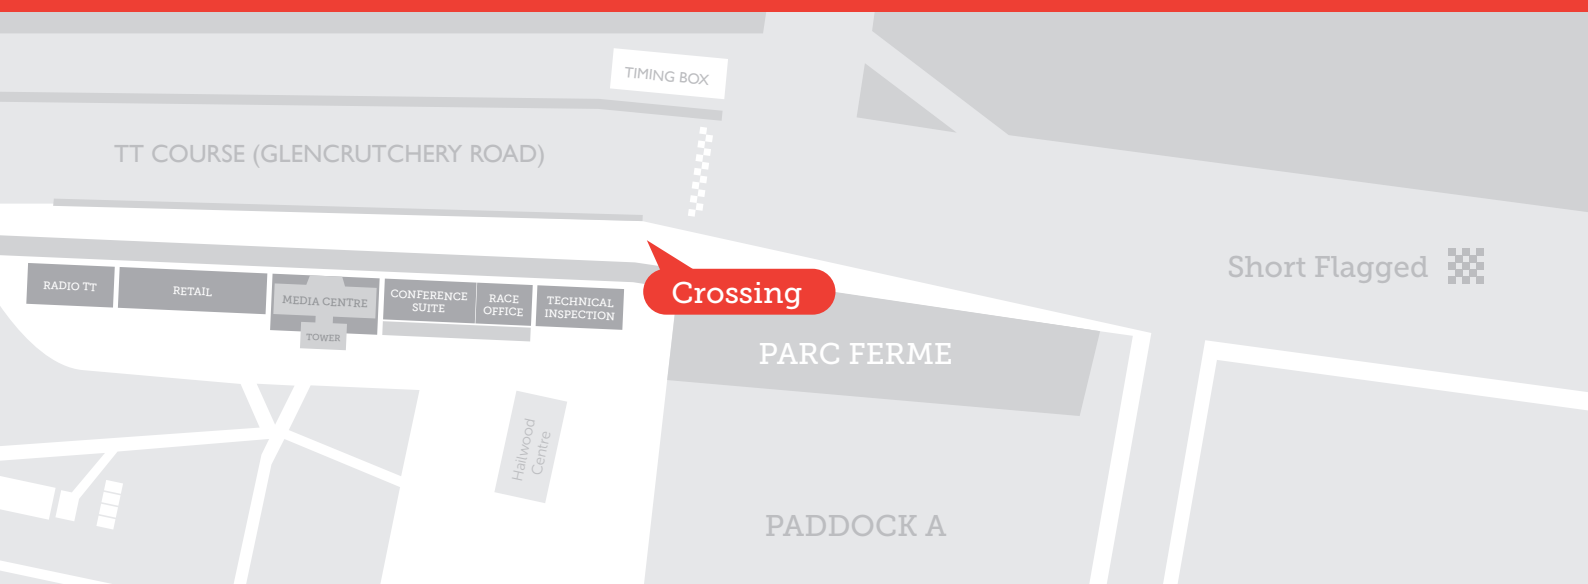 TIMING BOX
TT COURSE (GLENCRUTCHERY ROAD)
Short Flagged
RADIO TT
RETAIL
MEDIA CENTRE
TOWER
CONFERENCE
SUITE
RACE
OFFICE
TECHNICAL
INSPECTION
Crossing
PARC FERME
Hailwood
Centre
PADDOCK A